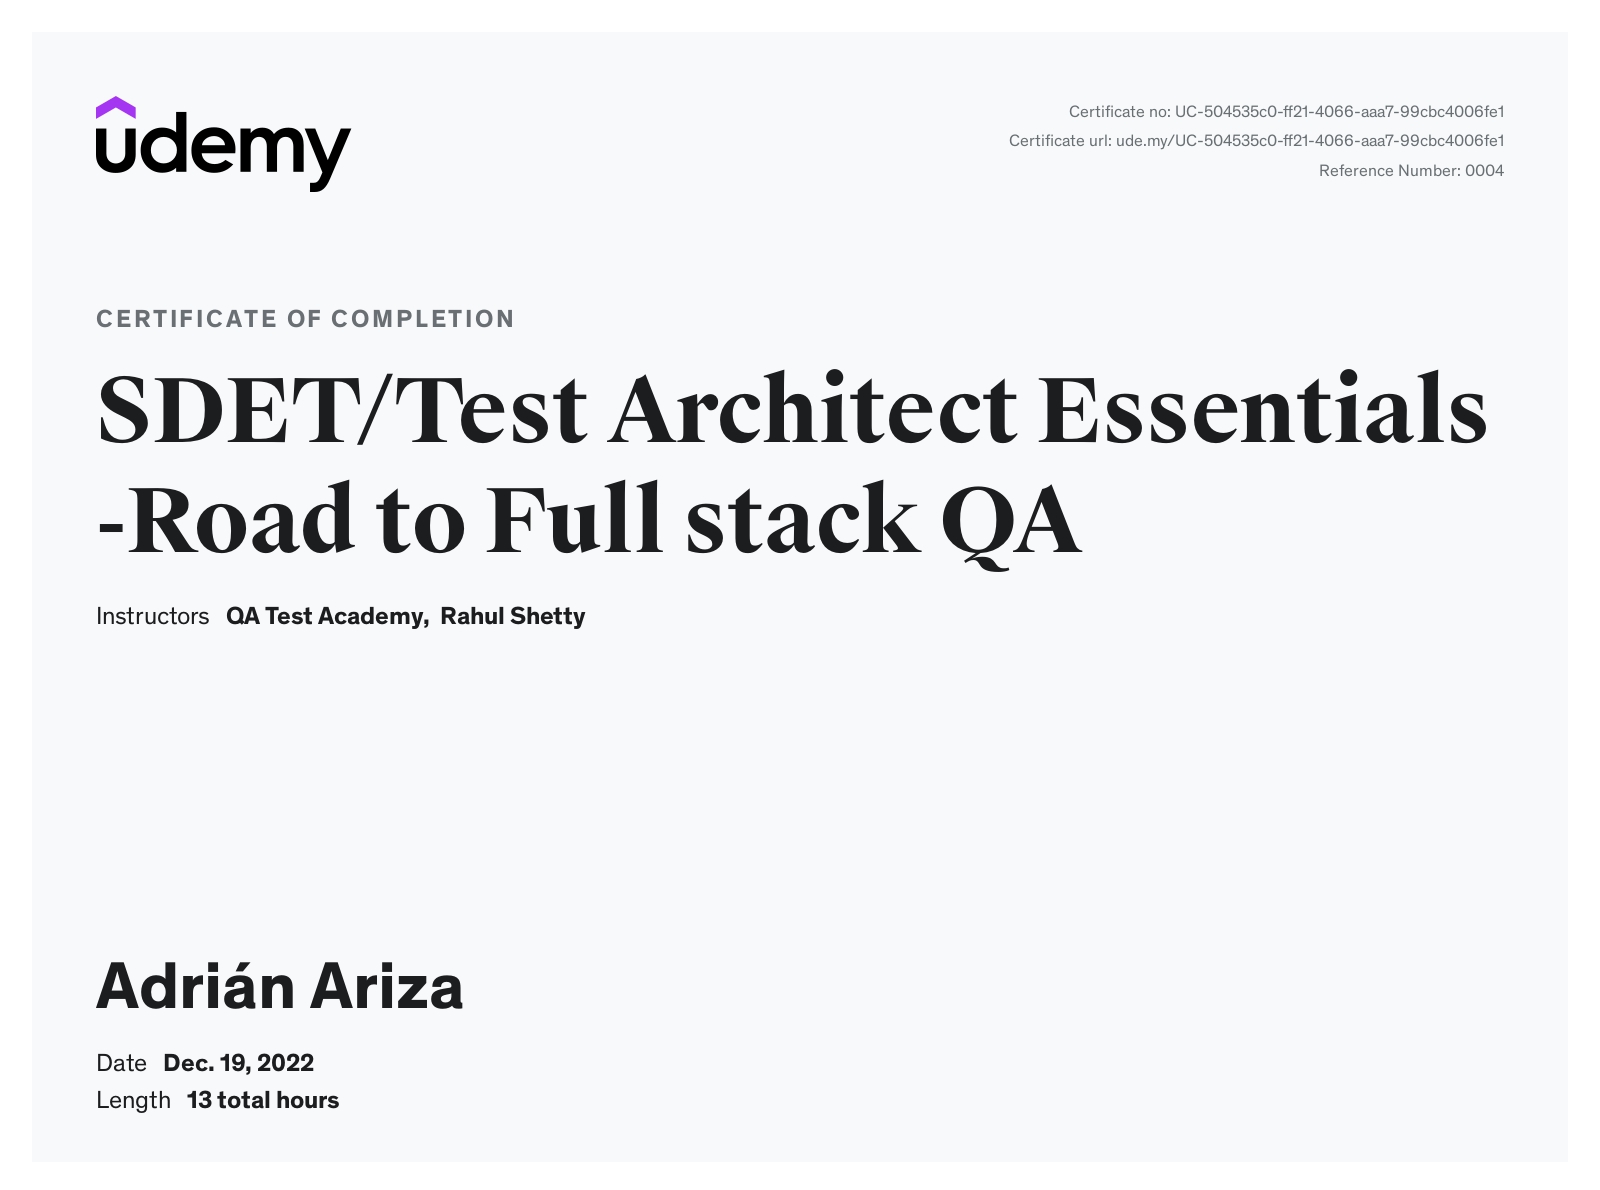 udemy
Certificate no: UC-504535c0-ff21-4066-aaa7-99cbc4006fe1
Certificate url: ude.my/UC-504535c0-ff21-4066-aaa7-99cbc4006fe1
Reference Number: 0004
CERTIFICATE OF COMPLETION
SDET/Test Architect Essentials
-Road to Full stack QA
Instructors QA Test Academy, Rahul Shetty
Adrián Ariza
Date Dec. 19, 2022
Length 13 total hours